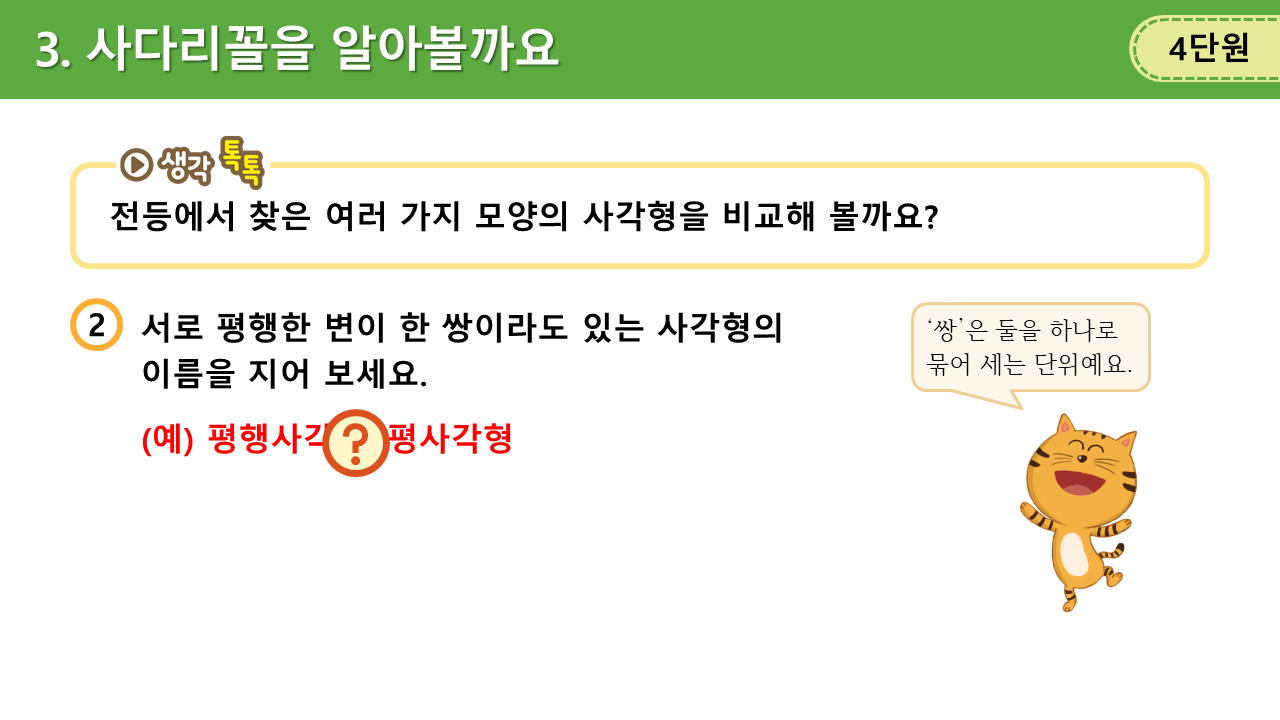 3. 사다리꼴을 알아볼까요
4단원
생각 톡톡
전등에서 찾은 여러 가지 모양의 사각형을 비교해 볼까요?
2 서로 평행한 변이 한 쌍이라도 있는 사각형의
이름을 지어 보세요.
(예) 평행사각 ? 평사각형
‘쌍’은 둘을 하나로
묶어 세는 단위예요.